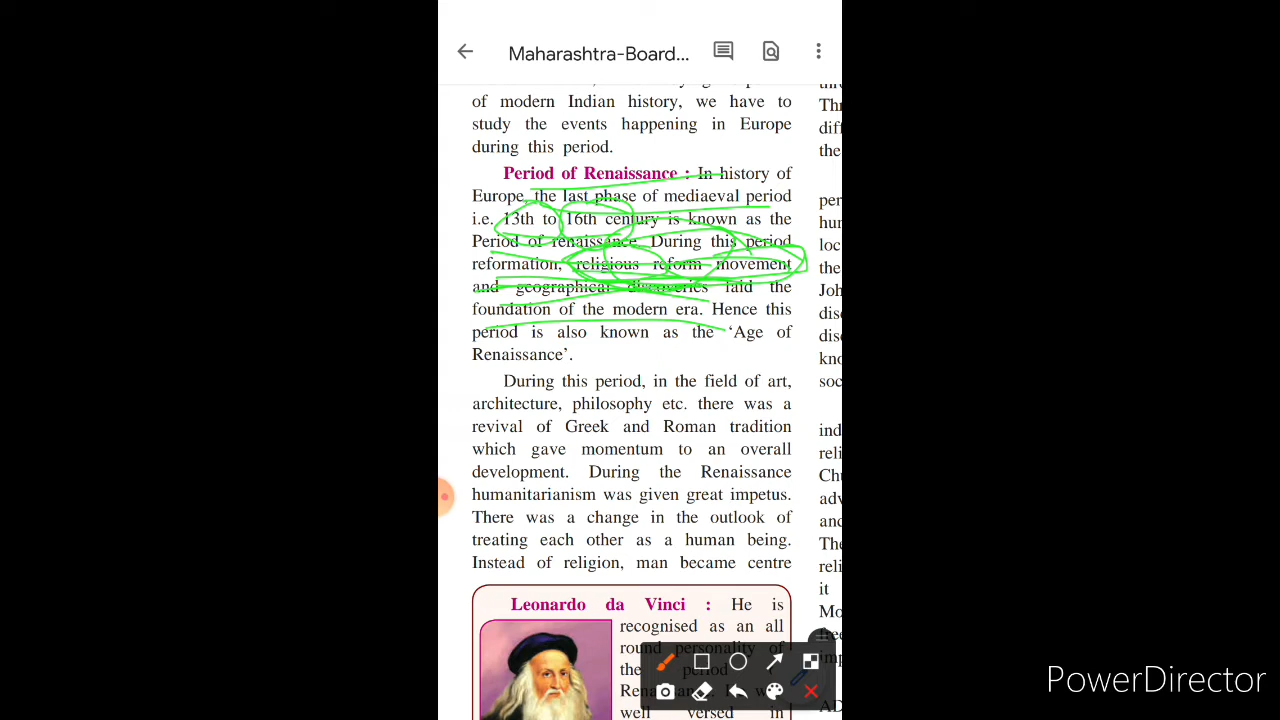 Maharashtra-Board...
of modern Indian history, we have to
study the events happening in Europe
during this period.
Period of Renaissance : In history of
Europe, the last phase of mediaeval period
i.e. 13th to 16th century is known as the
Period of renaissance. During this period
reformation, religious reform movement
and geographical discoveries laid the
foundation of the modern era. Hence this
period is also known as the ‘Age of
Renaissance’.
During this period, in the field of art,
architecture, philosophy etc. there was a
revival of Greek and Roman tradition
which gave momentum to an overall
development. During the Renaissance
humanitarianism was given great impetus.
There was a change in the outlook of
treating each other as a human being.
Instead of religion, man became centre
Leonardo da Vinci : He is
recognised as an all
round personality of
the period
well versed in
the
it
PowerDirector